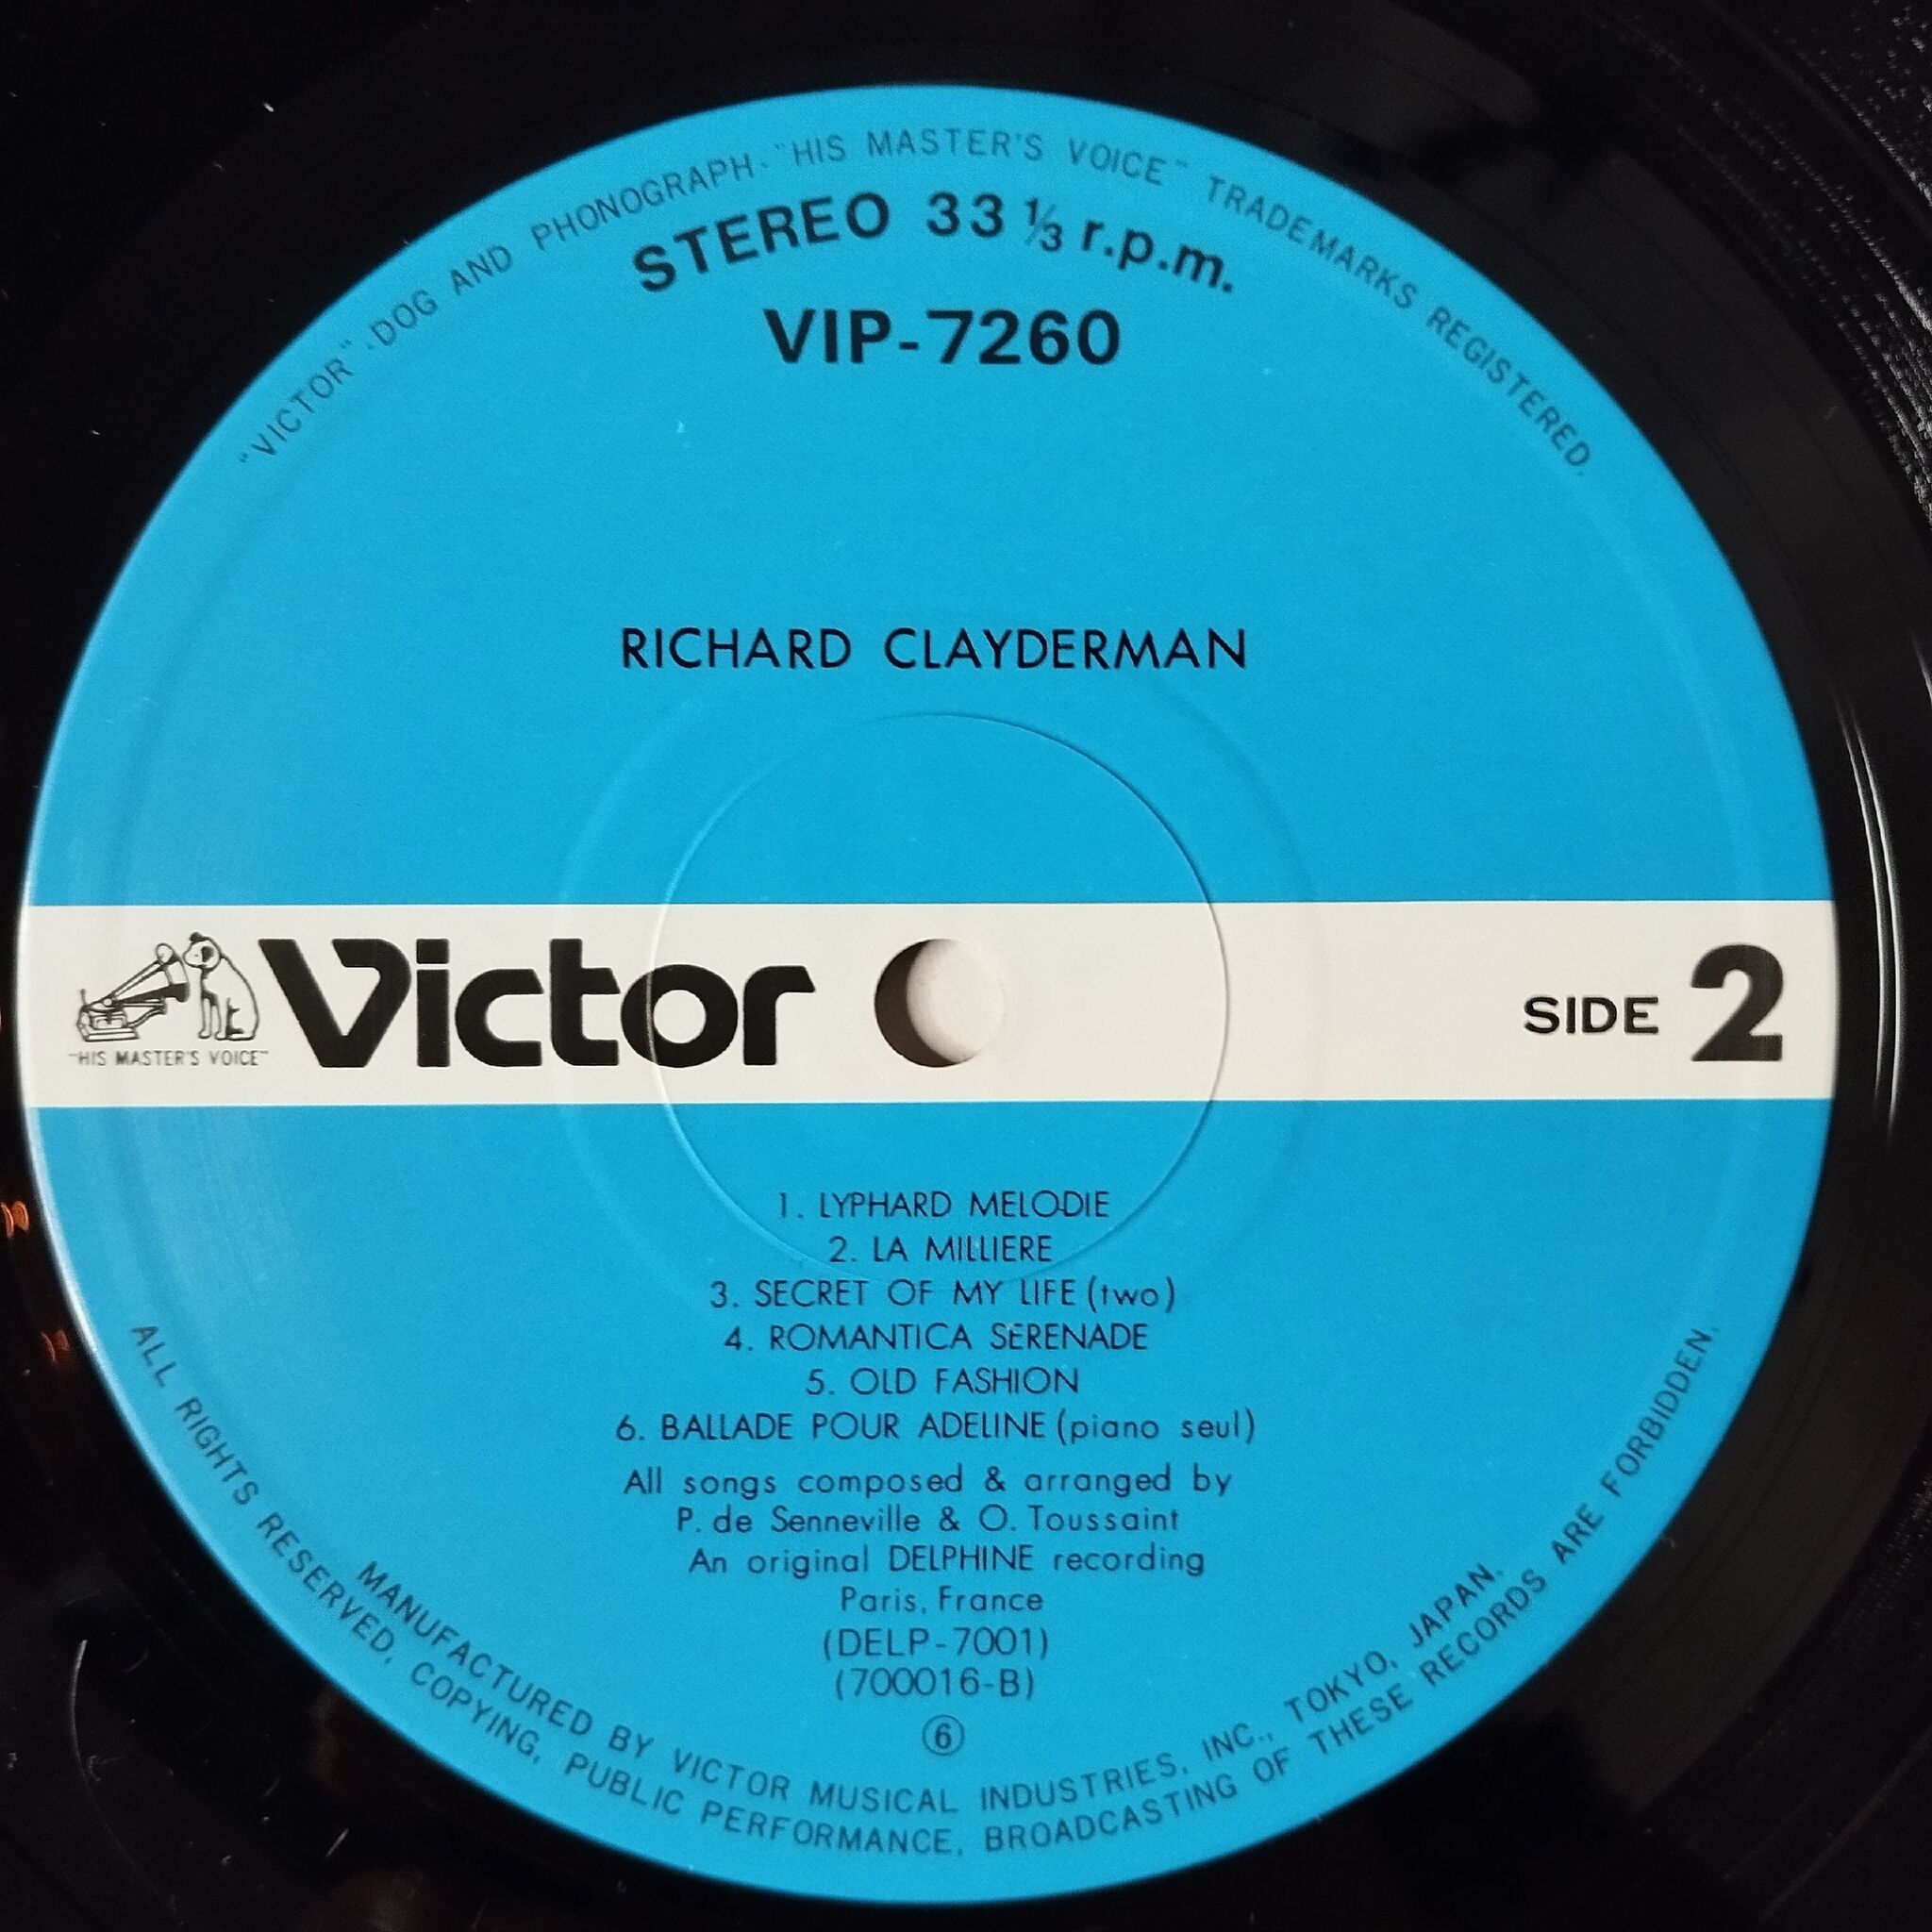 "VICTOR"-DOG AND PHONOGRAPH-"HIS MASTER'S VOICE" TRADEMARKS REGISTERED.
STEREO 33 1/3 r.p.m.
VIP-7260
RICHARD CLAYDERMAN
"HIS MASTER'S VOICE"
Victor
SIDE 2
1. LYPHARD MELODIE
2. LA MILLIERE
3. SECRET OF MY LIFE (two)
4. ROMANTICA SERENADE
5. OLD FASHION
6. BALLADE POUR ADELINE (piano seul)
All songs composed & arranged by
P. de Senneville & O. Toussaint
An original DELPHINE recording
Paris, France
(DELP-7001)
(700016-B)
⑥
MANUFACTURED BY VICTOR MUSICAL INDUSTRIES, INC., TOKYO, JAPAN.
ALL RIGHTS RESERVED, COPYING, PUBLIC PERFORMANCE, BROADCASTING OF THESE RECORDS ARE FORBIDDEN.